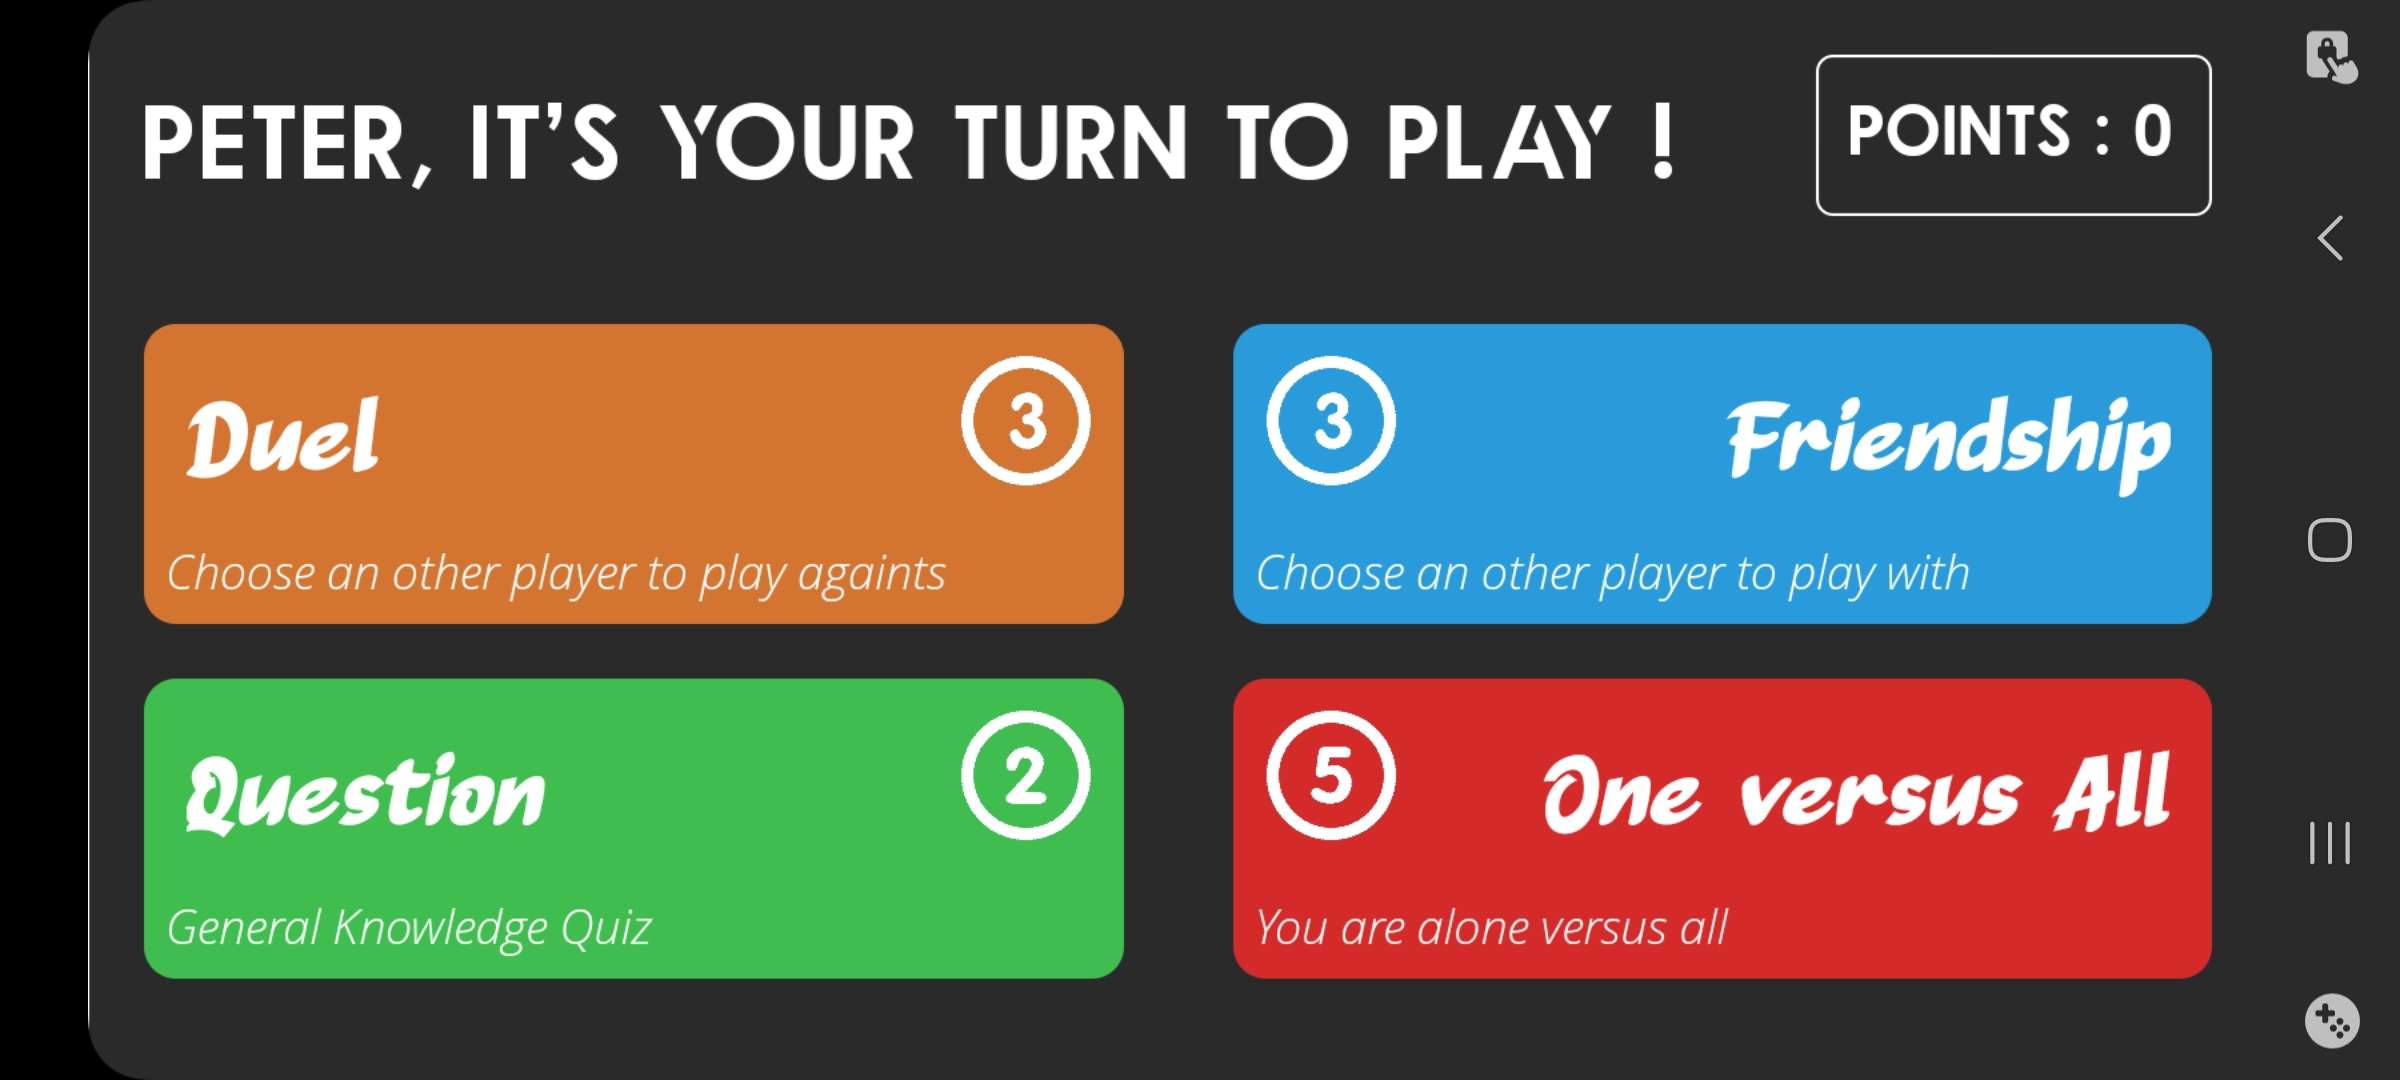 PETER, IT'S YOUR TURN TO PLAY !
POINTS : 0
Duel
3
Choose an other player to play againts
3
Friendship
Choose an other player to play with
Question
2
General Knowledge Quiz
5
One versus All
You are alone versus all